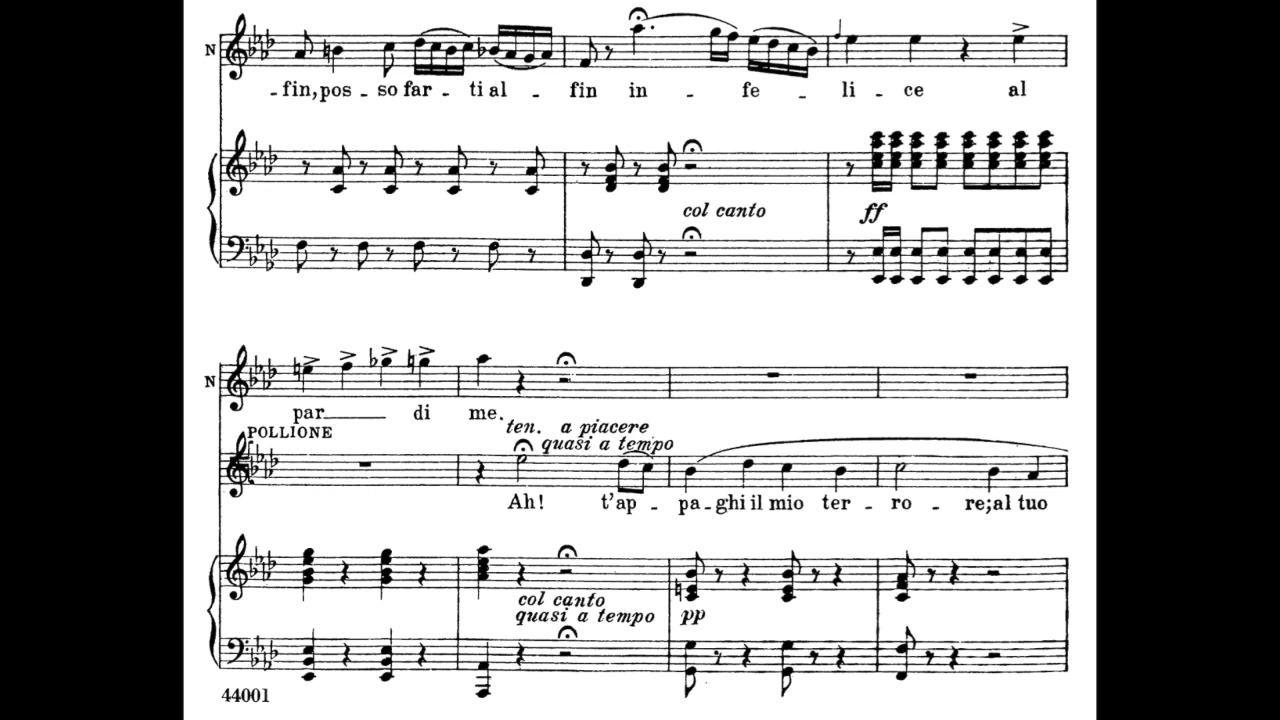 N
- fin, pos - so far - ti al - fin in - fe - li - ce al
col canto
ff
N
par di me.
POLLIONE
ten. a piacere
quasi a tempo
Ah! t'ap - pa - ghi il mio ter - ro - re; al tuo
col canto
quasi a tempo
pp
44001